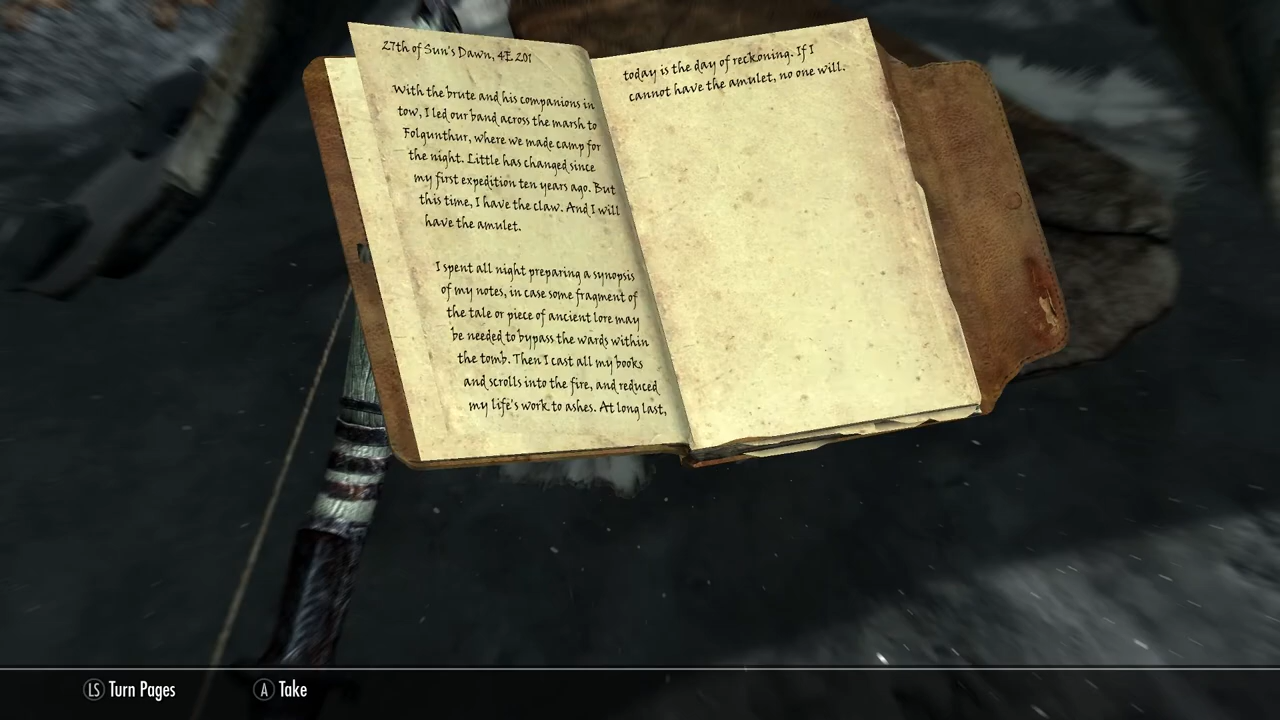 27th of Sun's Dawn, 4E 201
With the brute and his companions in
tow, I led our band across the marsh to
Folgunthur, where we made camp for
the night. Little has changed since
my first expedition ten years ago. But
this time, I have the claw. And I will
have the amulet.
I spent all night preparing a synopsis
of my notes, in case some fragment of
the tale or piece of ancient lore may
be needed to bypass the wards within
the tomb. Then I cast all my books
and scrolls into the fire, and reduced
my life's work to ashes. At long last,
today is the day of reckoning. If I
cannot have the amulet, no one will.
LS Turn Pages
A Take